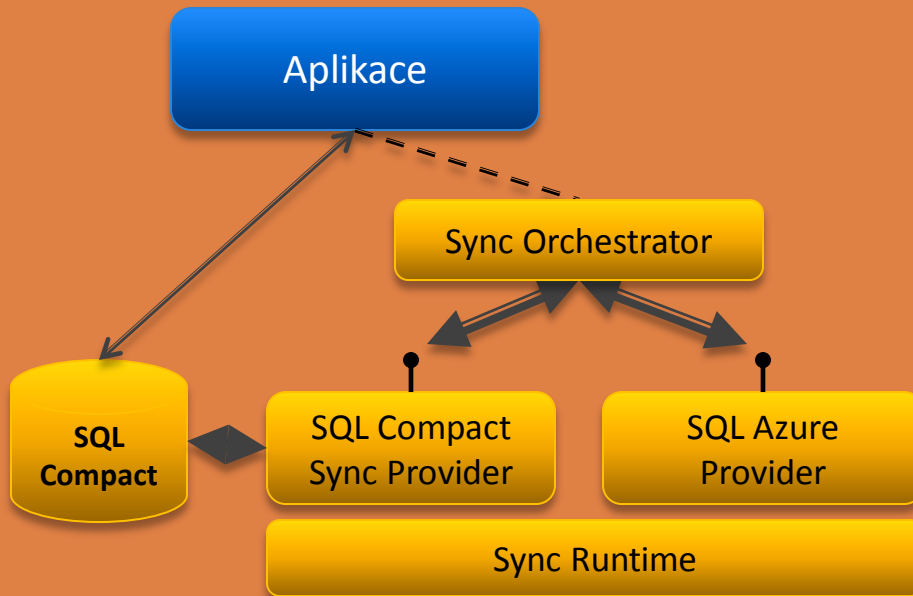 Aplikace
Sync Orchestrator
SQL
Compact
SQL Compact
Sync Provider
SQL Azure
Provider
Sync Runtime